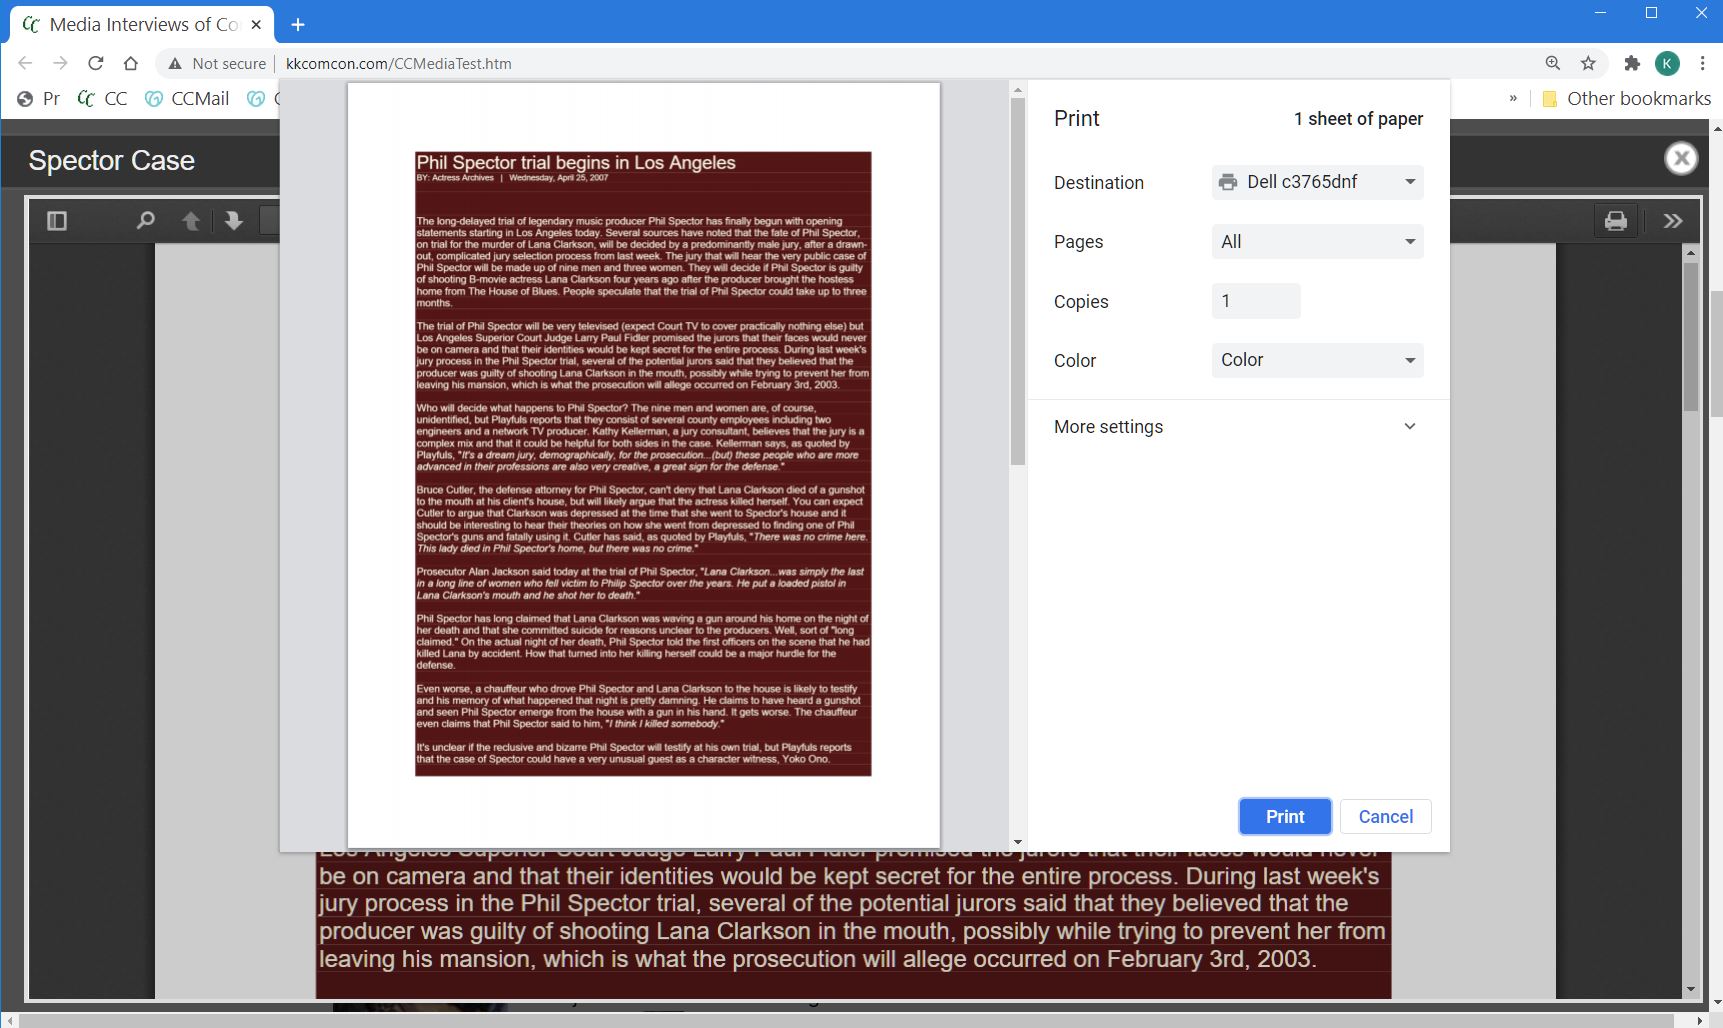 Media Interviews of Co
Not secure
kkcomcon.com/CCMediaTest.htm
K
Pr
CC
CCMail
»
Other bookmarks
Spector Case
Phil Spector trial begins in Los Angeles
BY: Actress Archives | Wednesday, April 25, 2007
The long-delayed trial of legendary music producer Phil Spector has finally begun with opening
statements starting in Los Angeles today. Several sources have noted that the fate of Phil Spector,
on trial for the murder of Lana Clarkson, will be decided by a predominantly male jury, after a drawn-
out, complicated jury selection process from last week. The jury that will hear the very public case of
Phil Spector will be made up of nine men and three women. They will decide if Phil Spector is guilty
of shooting B-movie actress Lana Clarkson four years ago after the producer brought the hostess
home from The House of Blues. People speculate that the trial of Phil Spector could take up to three
months.
The trial of Phil Spector will be very televised (expect Court TV to cover practically nothing else) but
Los Angeles Superior Court Judge Larry Paul Fidler promised the jurors that their faces would never
be on camera and that their identities would be kept secret for the entire process. During last week's
jury process in the Phil Spector trial, several of the potential jurors said that they believed that the
producer was guilty of shooting Lana Clarkson in the mouth, possibly while trying to prevent her from
leaving his mansion, which is what the prosecution will allege occurred on February 3rd, 2003.
Who will decide what happens to Phil Spector? The nine men and women are, of course,
unidentified, but Playfuls reports that they consist of several county employees including two
engineers and a network TV producer. Kathy Kellerman, a jury consultant, believes that the jury is a
complex mix and that it could be helpful for both sides in the case. Kellerman says, as quoted by
Playfuls, "It's a dream jury, demographically, for the prosecution...(but) these people who are more
advanced in their professions are also very creative, a great sign for the defense."
Bruce Cutler, the defense attorney for Phil Spector, can't deny that Lana Clarkson died of a gunshot
to the mouth at his client's house, but will likely argue that the actress killed herself. You can expect
Cutler to argue that Clarkson was depressed at the time that she went to Spector's house and it
should be interesting to hear their theories on how she went from depressed to finding one of Phil
Spector's guns and fatally using it. Cutler has said, as quoted by Playfuls, "There was no crime here.
This lady died in Phil Spector's home, but there was no crime."
Prosecutor Alan Jackson said today at the trial of Phil Spector, "Lana Clarkson...was simply the last
in a long line of women who fell victim to Philip Spector over the years. He put a loaded pistol in
Lana Clarkson's mouth and he shot her to death."
Phil Spector has long claimed that Lana Clarkson was waving a gun around his home on the night of
her death and that she committed suicide for reasons unclear to the producers. Well, sort of "long
claimed." On the actual night of her death, Phil Spector told the first officers on the scene that he had
killed Lana by accident. How that turned into her killing herself could be a major hurdle for the
defense.
Even worse, a chauffeur who drove Phil Spector and Lana Clarkson to the house is likely to testify
and his memory of what happened that night is pretty damning. He claims to have heard a gunshot
and seen Phil Spector emerge from the house with a gun in his hand. It gets worse. The chauffeur
even claims that Phil Spector said to him, "I think I killed somebody."
It's unclear if the reclusive and bizarre Phil Spector will testify at his own trial, but Playfuls reports
that the case of Spector could have a very unusual guest as a character witness, Yoko Ono.
Print
1 sheet of paper
Destination
Dell c3765dnf
Pages
All
Copies
1
Color
Color
More settings
Print
Cancel
Los Angeles Superior Court Judge Larry Paul Fidler promised the jurors that their faces would never
be on camera and that their identities would be kept secret for the entire process. During last week's
jury process in the Phil Spector trial, several of the potential jurors said that they believed that the
producer was guilty of shooting Lana Clarkson in the mouth, possibly while trying to prevent her from
leaving his mansion, which is what the prosecution will allege occurred on February 3rd, 2003.